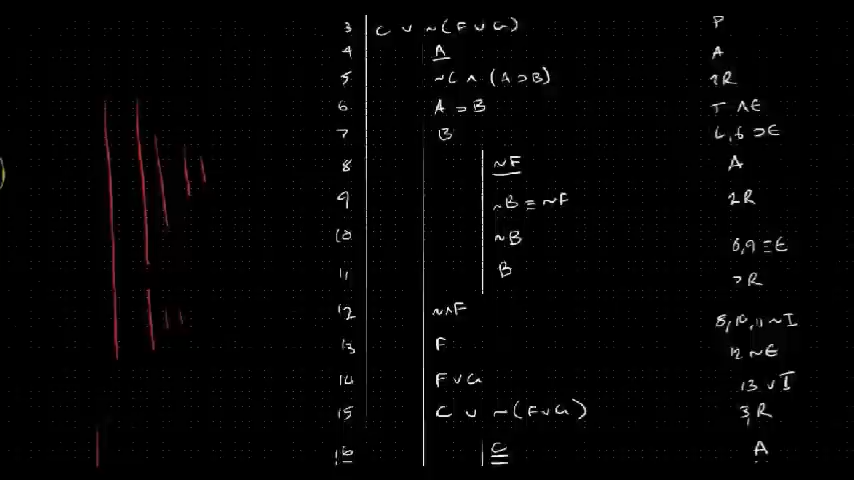 3 C ∨ ~(F∨G) P
4 A A
5 ~C ∧ (A⊃B) 1R
6 A ⊃ B 5 ∧E
7 B 4,6 ⊃E
8 ~F A
9 ~B ≡ ~F 2R
10 ~B 8,9 ≡E
11 B 7R
12 ~~F 8,10,11 ~I
13 F 12 ~E
14 F∨G 13 ∨I
15 C ∨ ~(F∨G) 3,R
16 C A